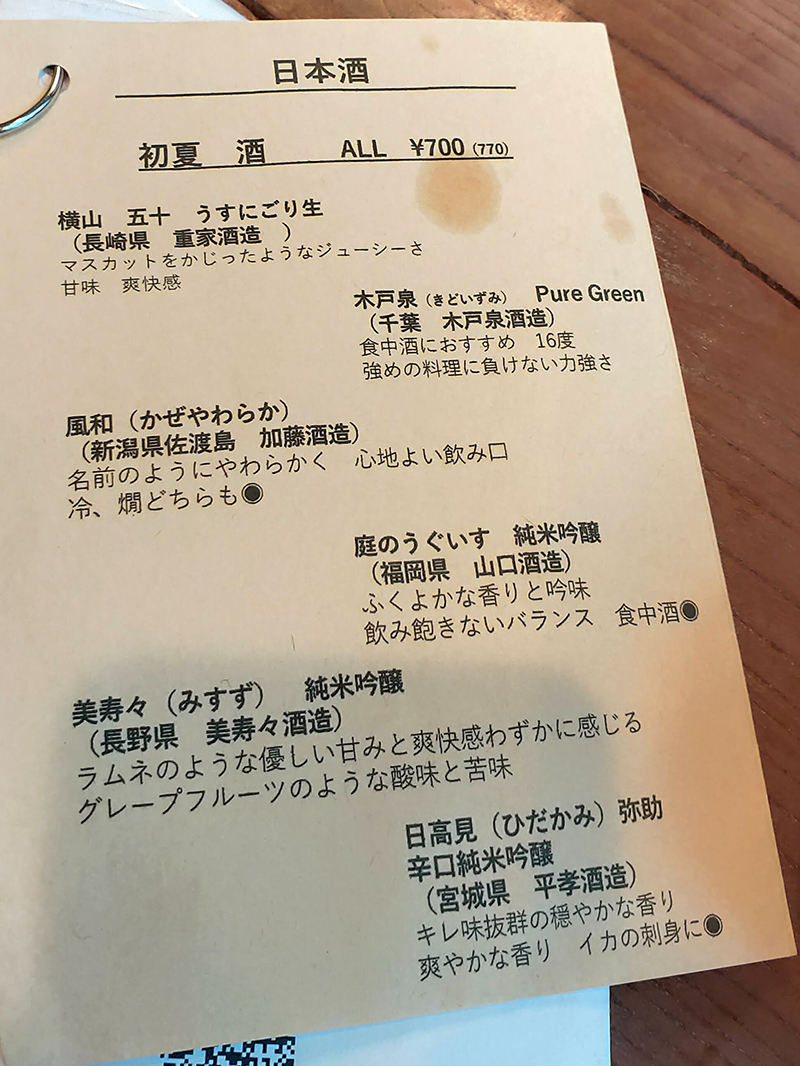 日本酒
初夏　酒　　ALL　¥700 (770)
横山　五十　うすにごり生
（長崎県　重家酒造　）
マスカットをかじったようなジューシーさ
甘味　爽快感
木戸泉（きどいずみ）　Pure Green
（千葉　木戸泉酒造）
食中酒におすすめ　16度
強めの料理に負けない力強さ
風和（かぜやわらか）
（新潟県佐渡島　加藤酒造）
名前のようにやわらかく　心地よい飲み口
冷、燗どちらも◉
庭のうぐいす　純米吟醸
（福岡県　山口酒造）
ふくよかな香りと吟味
飲み飽きないバランス　食中酒◉
美寿々（みすず）　純米吟醸
（長野県　美寿々酒造）
ラムネのような優しい甘みと爽快感わずかに感じる
グレープフルーツのような酸味と苦味
日高見（ひだかみ）弥助
辛口純米吟醸
（宮城県　平孝酒造）
キレ味抜群の穏やかな香り
爽やかな香り　イカの刺身に◉